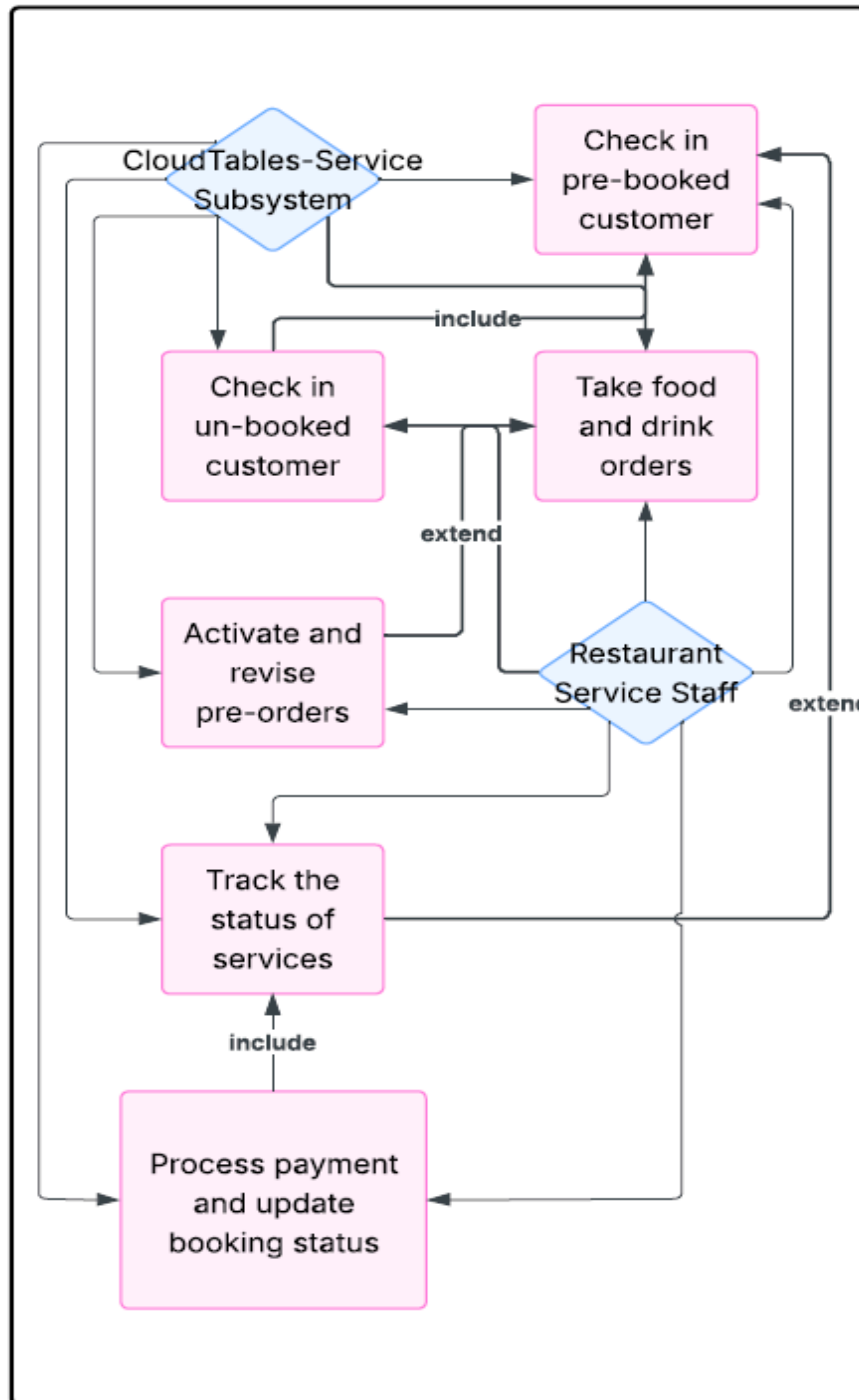 CloudTables-Service
Subsystem
Check in
pre-booked
customer
include
Check in
un-booked
customer
Take food
and drink
orders
extend
Activate and
revise
pre-orders
Restaurant
Service Staff
extend
Track the
status of
services
include
Process payment
and update
booking status